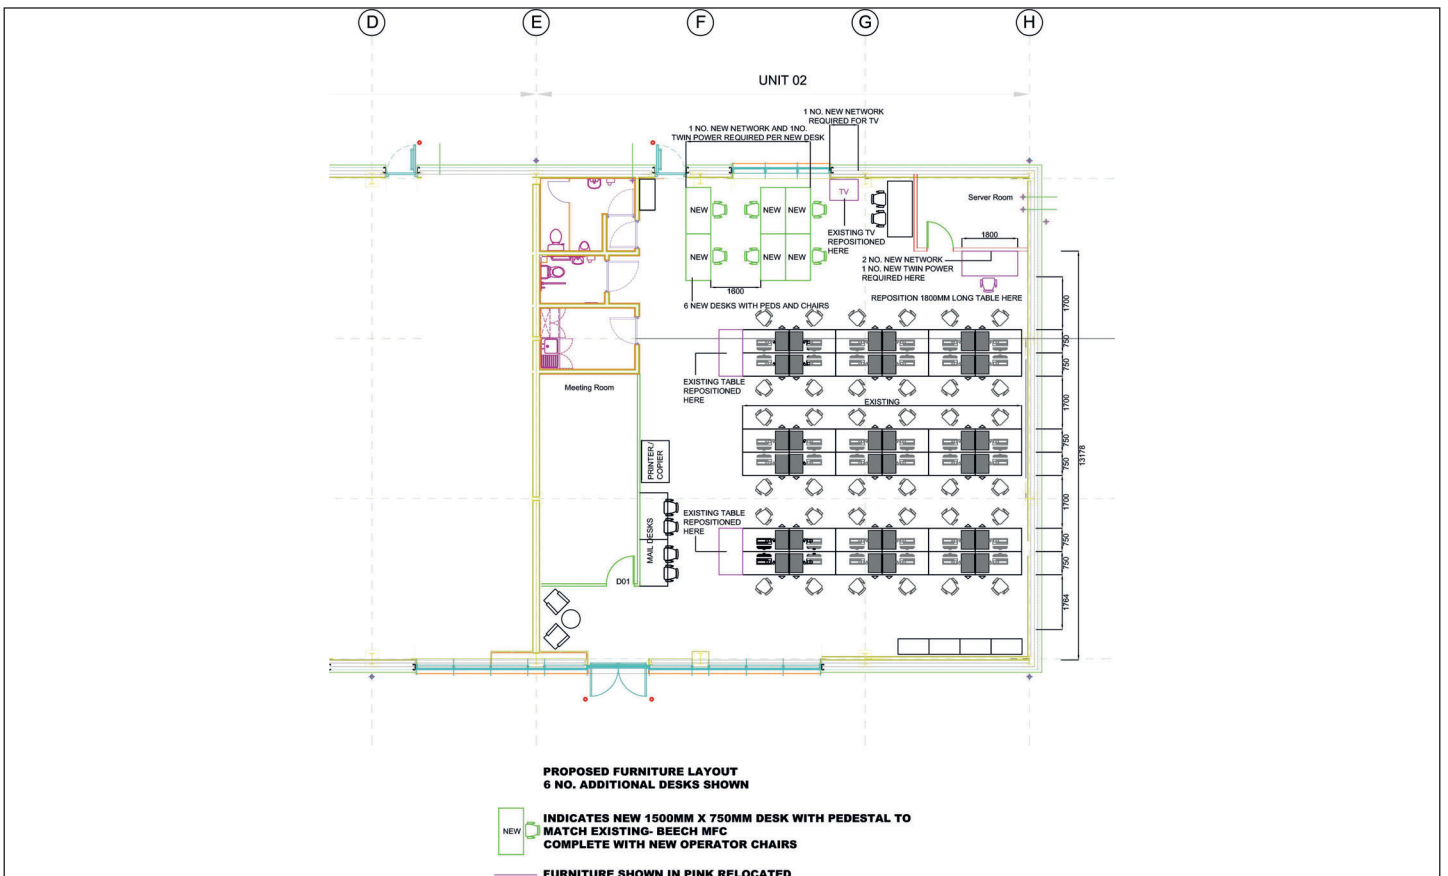 D
E
F
G
H
UNIT 02
1 NO. NEW NETWORK
REQUIRED FOR TV
1 NO. NEW NETWORK AND 1NO.
TWIN POWER REQUIRED PER NEW DESK
TV
Server Room
NEW
NEW
NEW
EXISTING TV
REPOSITIONED
HERE
1800
NEW
NEW
NEW
2 NO. NEW NETWORK
1 NO. NEW TWIN POWER
REQUIRED HERE
1600
6 NEW DESKS WITH PEDS AND CHAIRS
REPOSITION 1800MM LONG TABLE HERE
1700
750
750
EXISTING TABLE
REPOSITIONED
HERE
Meeting Room
EXISTING
1700
PRINTER./
COPIER
750
750
13178
1700
EXISTING TABLE
REPOSITIONED
HERE
MAIL DESKS
750
750
D01
1764
PROPOSED FURNITURE LAYOUT
6 NO. ADDITIONAL DESKS SHOWN
NEW
INDICATES NEW 1500MM X 750MM DESK WITH PEDESTAL TO
MATCH EXISTING- BEECH MFC
COMPLETE WITH NEW OPERATOR CHAIRS
FURNITURE SHOWN IN PINK RELOCATED